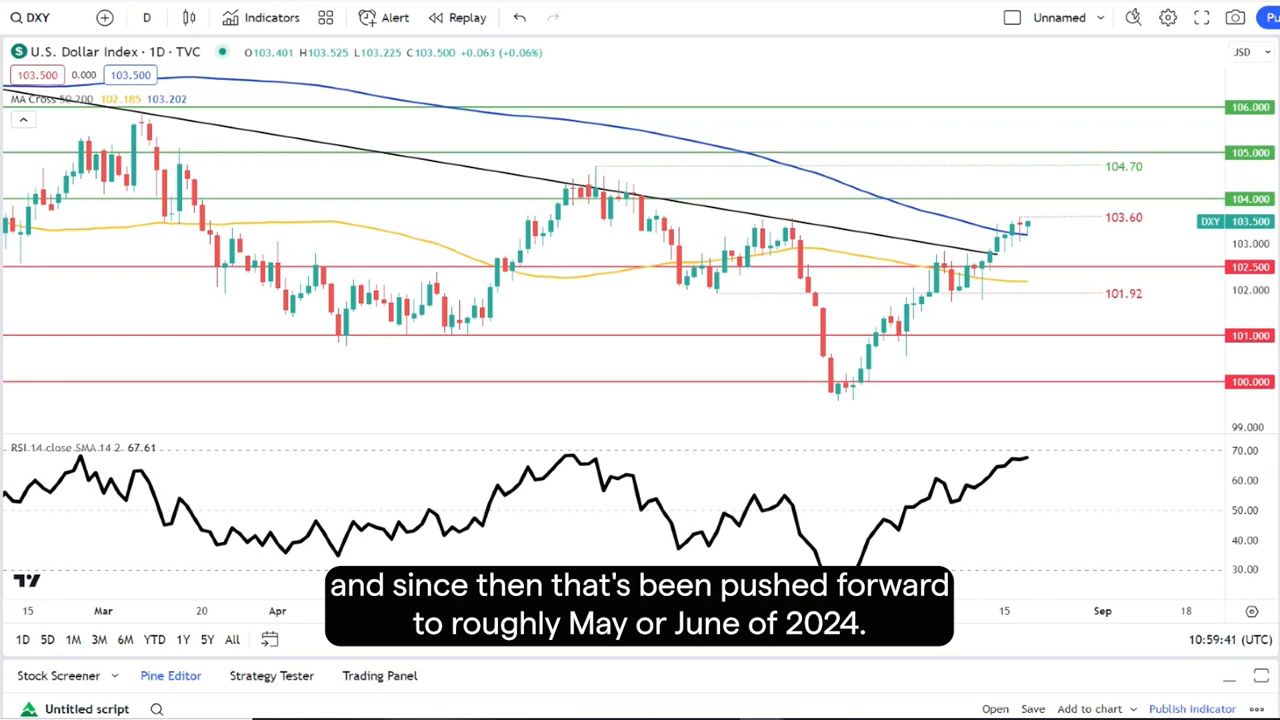 DXY D Indicators Alert Replay Unnamed Pu
U.S. Dollar Index · 1D · TVC O103.401 H103.525 L103.225 C103.500 +0.063 (+0.06%) USD
103.500 0.000 103.500
MA Cross 50 200 102.185 103.202
106.000
105.000
104.70
104.000
103.60
DXY 103.500
103.000
102.500
102.000
101.92
101.000
100.000
99.000
RSI 14 close SMA 14 2 67.61
70.00
60.00
50.00
40.00
30.00
and since then that's been pushed forward
to roughly May or June of 2024.
15 Mar 20 Apr 15 Sep 18
1D 5D 1M 3M 6M YTD 1Y 5Y All 10:59:41 (UTC)
Stock Screener Pine Editor Strategy Tester Trading Panel
Untitled script Open Save Add to chart Publish indicator